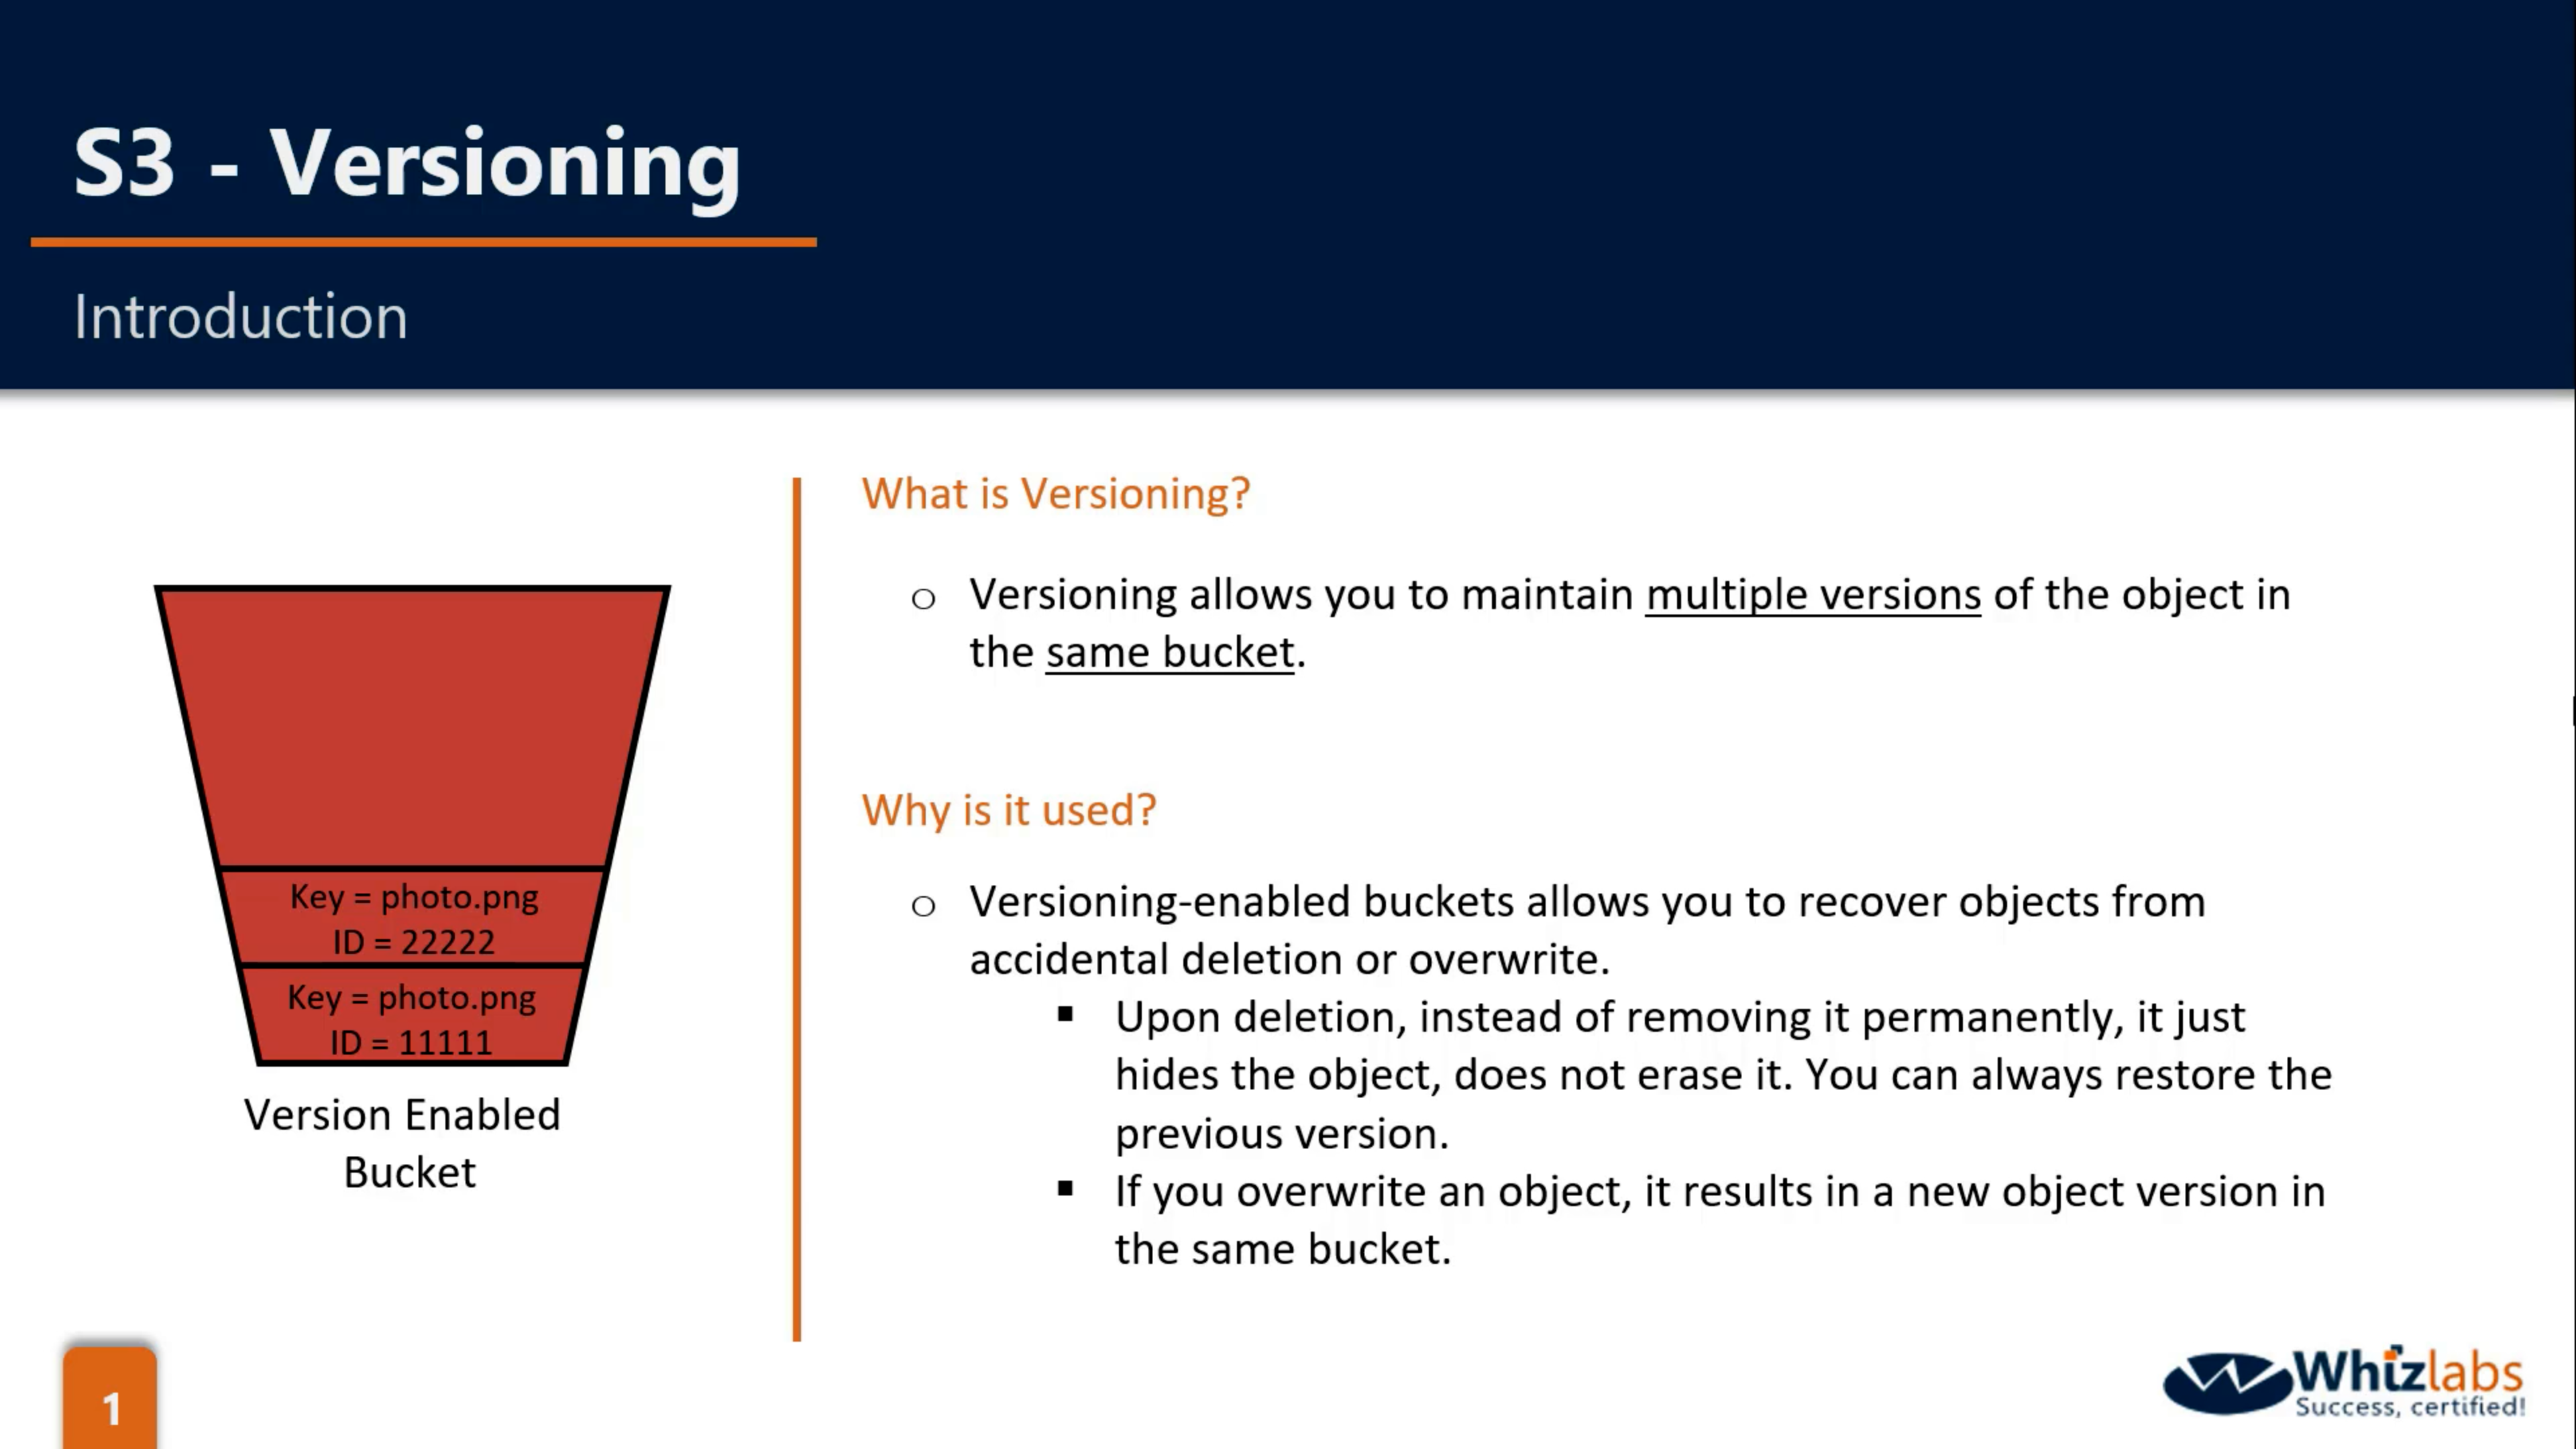 S3 - Versioning
Introduction
Key = photo.png
ID = 22222
Key = photo.png
ID = 11111
Version Enabled
Bucket
What is Versioning?
o Versioning allows you to maintain multiple versions of the object in
the same bucket.
Why is it used?
o Versioning-enabled buckets allows you to recover objects from
accidental deletion or overwrite.
▪ Upon deletion, instead of removing it permanently, it just
hides the object, does not erase it. You can always restore the
previous version.
▪ If you overwrite an object, it results in a new object version in
the same bucket.
1
Whizlabs
Success, certified!